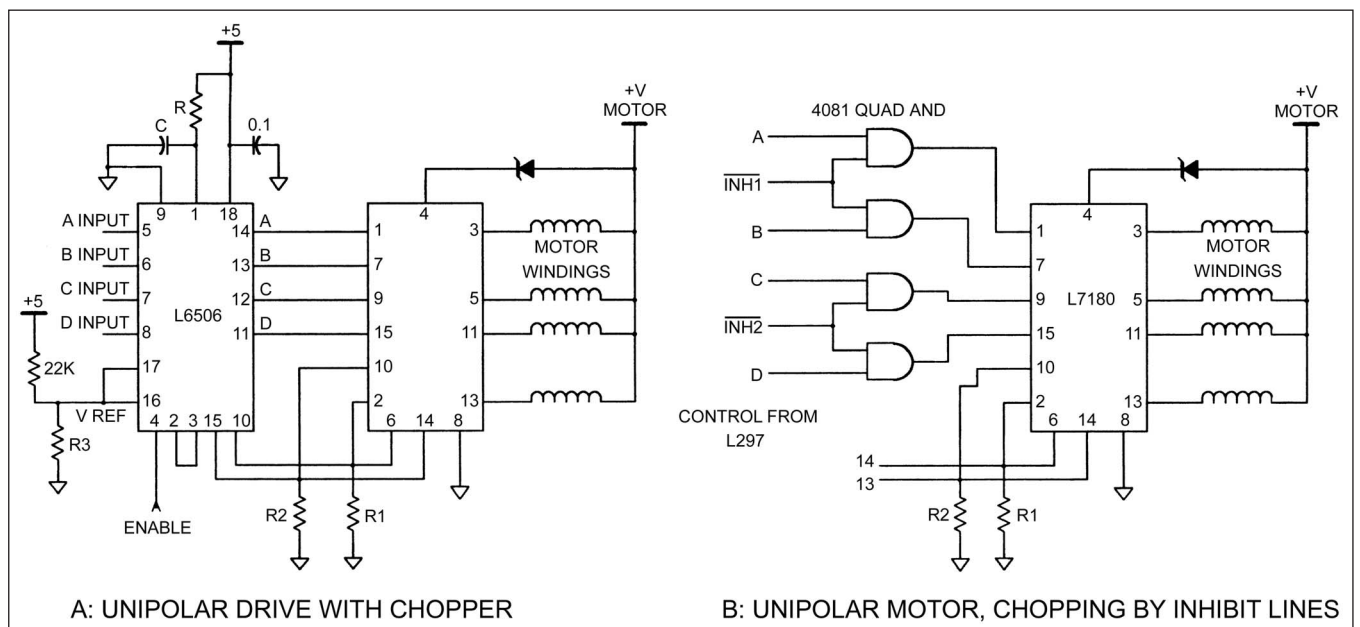 +5
R
C
0.1
9
1
18
A INPUT
5
B INPUT
6
C INPUT
7
D INPUT
8
+5
22K
17
16
V REF
R3
L6506
14
A
13
B
12
C
11
D
4
2
3
15
10
ENABLE
+V
MOTOR
4
1
3
7
MOTOR
WINDINGS
9
5
15
11
10
2
13
6
14
8
R2
R1
A: UNIPOLAR DRIVE WITH CHOPPER
4081 QUAD AND
A
INH1
B
C
INH2
D
CONTROL FROM
L297
14
13
+V
MOTOR
4
1
3
7
MOTOR
WINDINGS
9
L7180
5
15
11
10
2
13
6
14
8
R2
R1
B: UNIPOLAR MOTOR, CHOPPING BY INHIBIT LINES